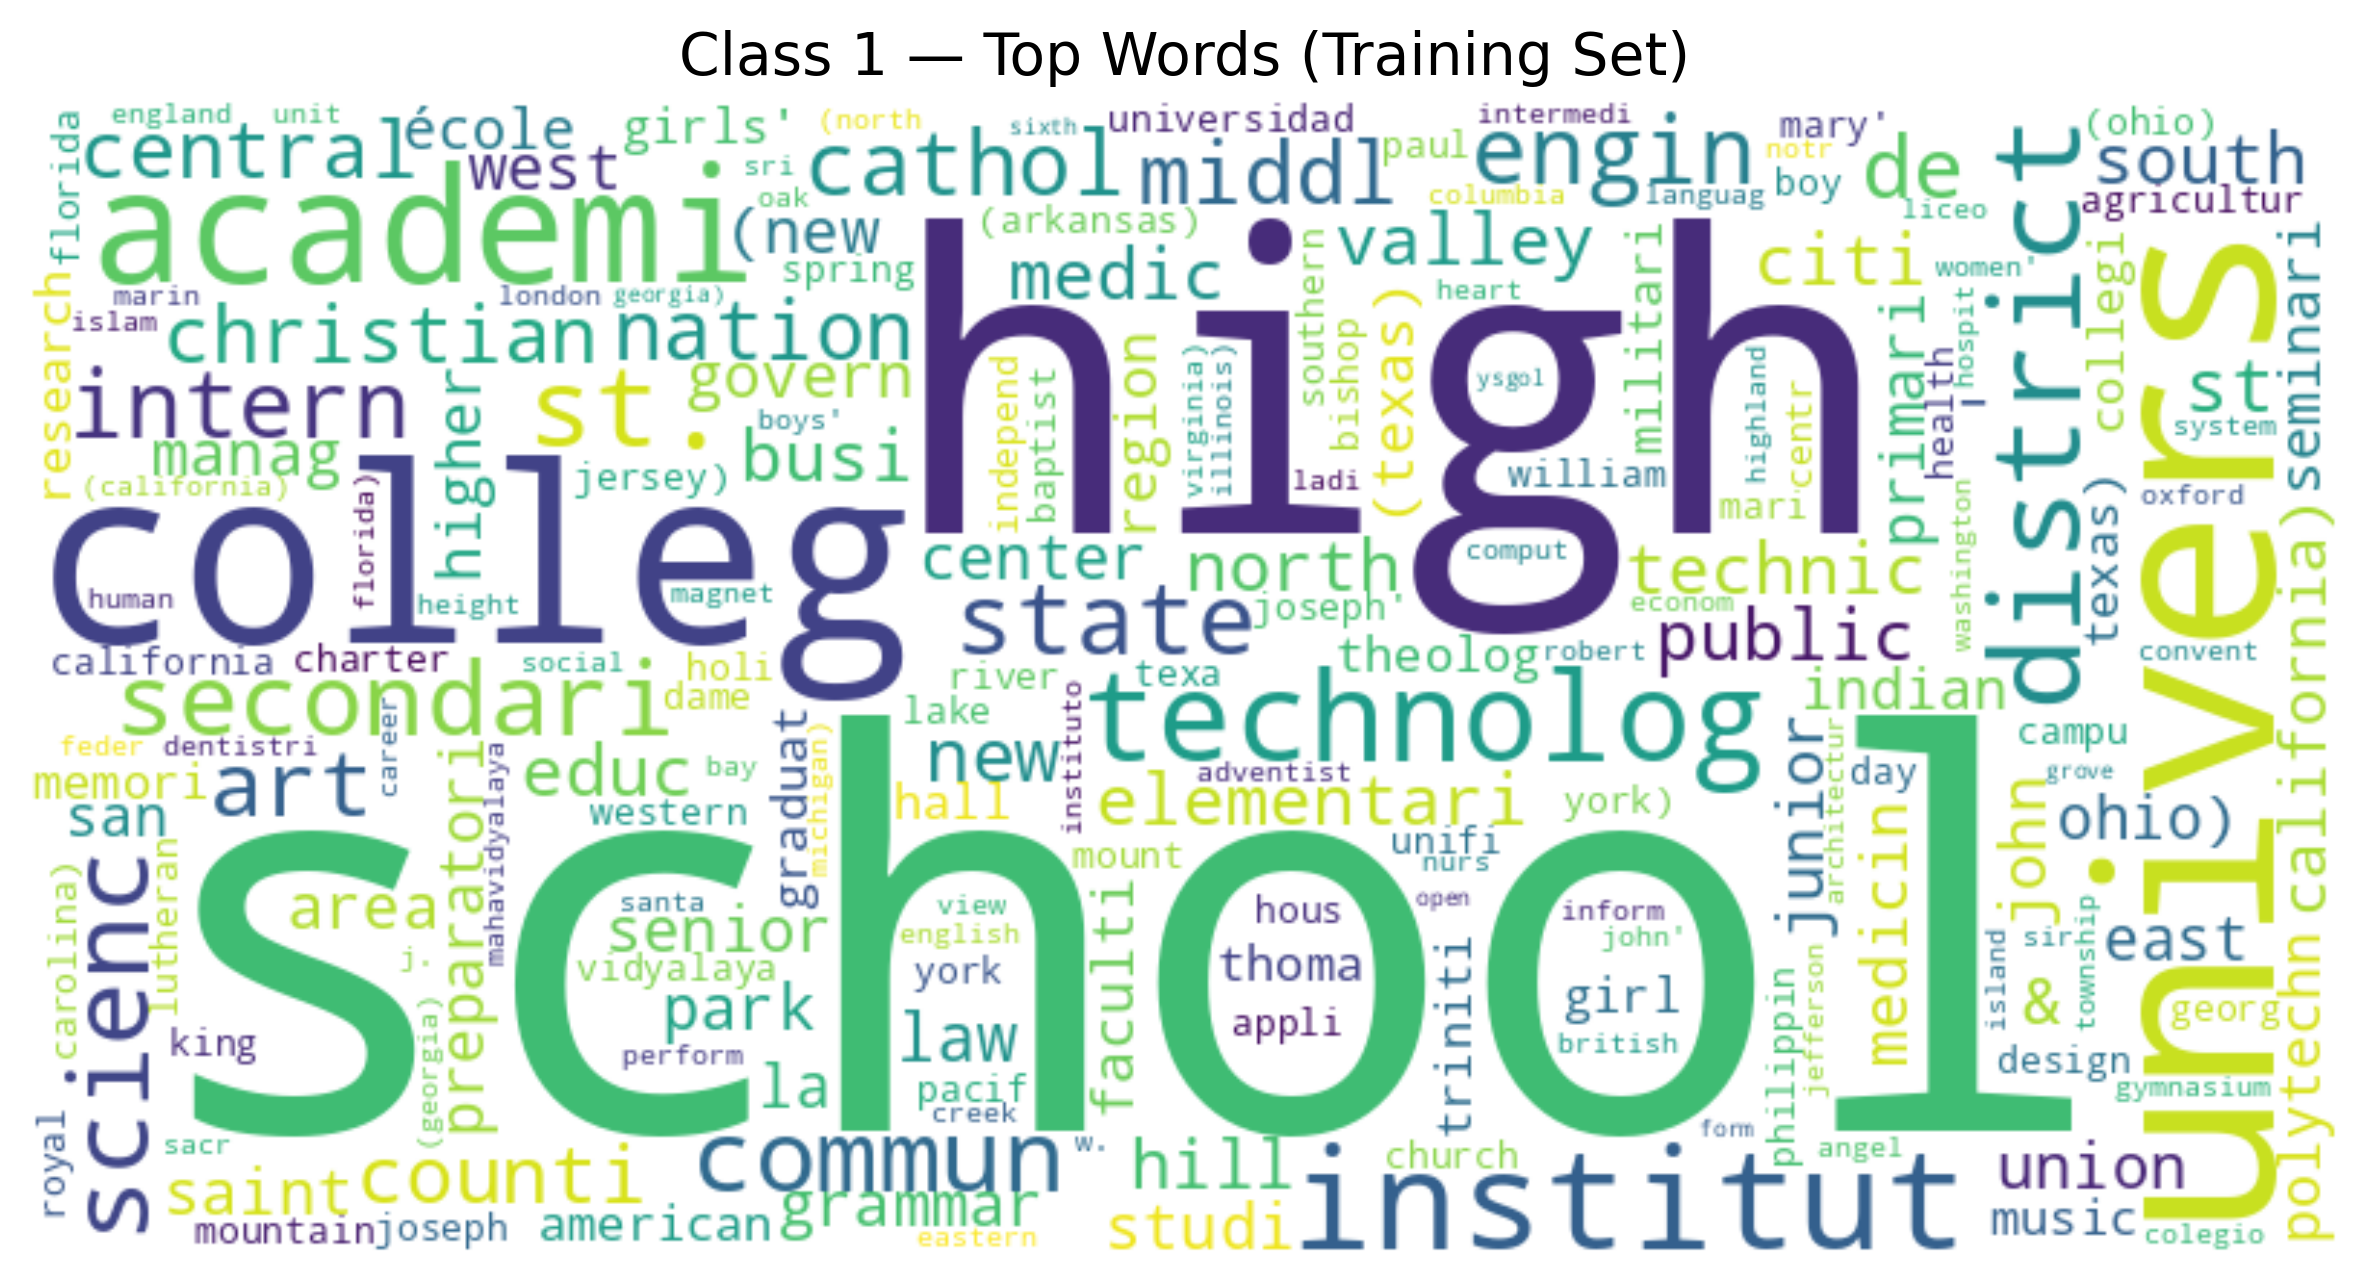 Class 1 — Top Words (Training Set)
england unit
florida
central
école
west
girls'
(north
sixth
universidad
intermedi
mary'
(ohio)
academi
sri
oak
(new
cathol
middl
paul
engin
notr
boy
de
south
columbia
languag
liceo
agricultur
district
(arkansas)
spring
medic
southern
valley
militari
citi
women'
collegi
seminari
research
marin
islam
london
georgia)
christian
nation
high
heart
(texas)
primari
hospit
health
l'
univers
intern
higher
st.
govern
boys'
busi
independ
baptist
region
virginia)
illinois)
bishop
ysgol
highland
centr
st
system
manag
(california)
jersey)
ladi
william
mari
washington
texas)
oxford
colleg
florida)
human
height
magnet
center
north
comput
technic
econom
state
joseph'
public
convent
california)
california
charter
social
holi
dame
theolog
robert
secondari
river
texa
lake
technolog
indian
campu
feder
dentistri
career
memori
art
san
preparatori
mahavidyalaya
educ
bay
western
graduat
michigan)
new
hall
instituto
adventist
elementari
york)
junior
architectur
day
grove
john
ohio)
school
scienc
carolina)
lutheran
area
j.
(georgia)
king
santa
senior
vidyalaya
park
perform
la
view
english
york
law
pacif
creek
mount
faculti
unifi
nurs
open
hous
thoma
appli
triniti
inform
john'
girl
british
philippin
jefferson
medicin
island
sir
&
township
east
georg
design
gymnasium
polytechn
royal
sacr
saint
counti
commun
w.
hill
church
form
angel
union
mountain
joseph
american
grammar
eastern
studi
institut
music
colegio